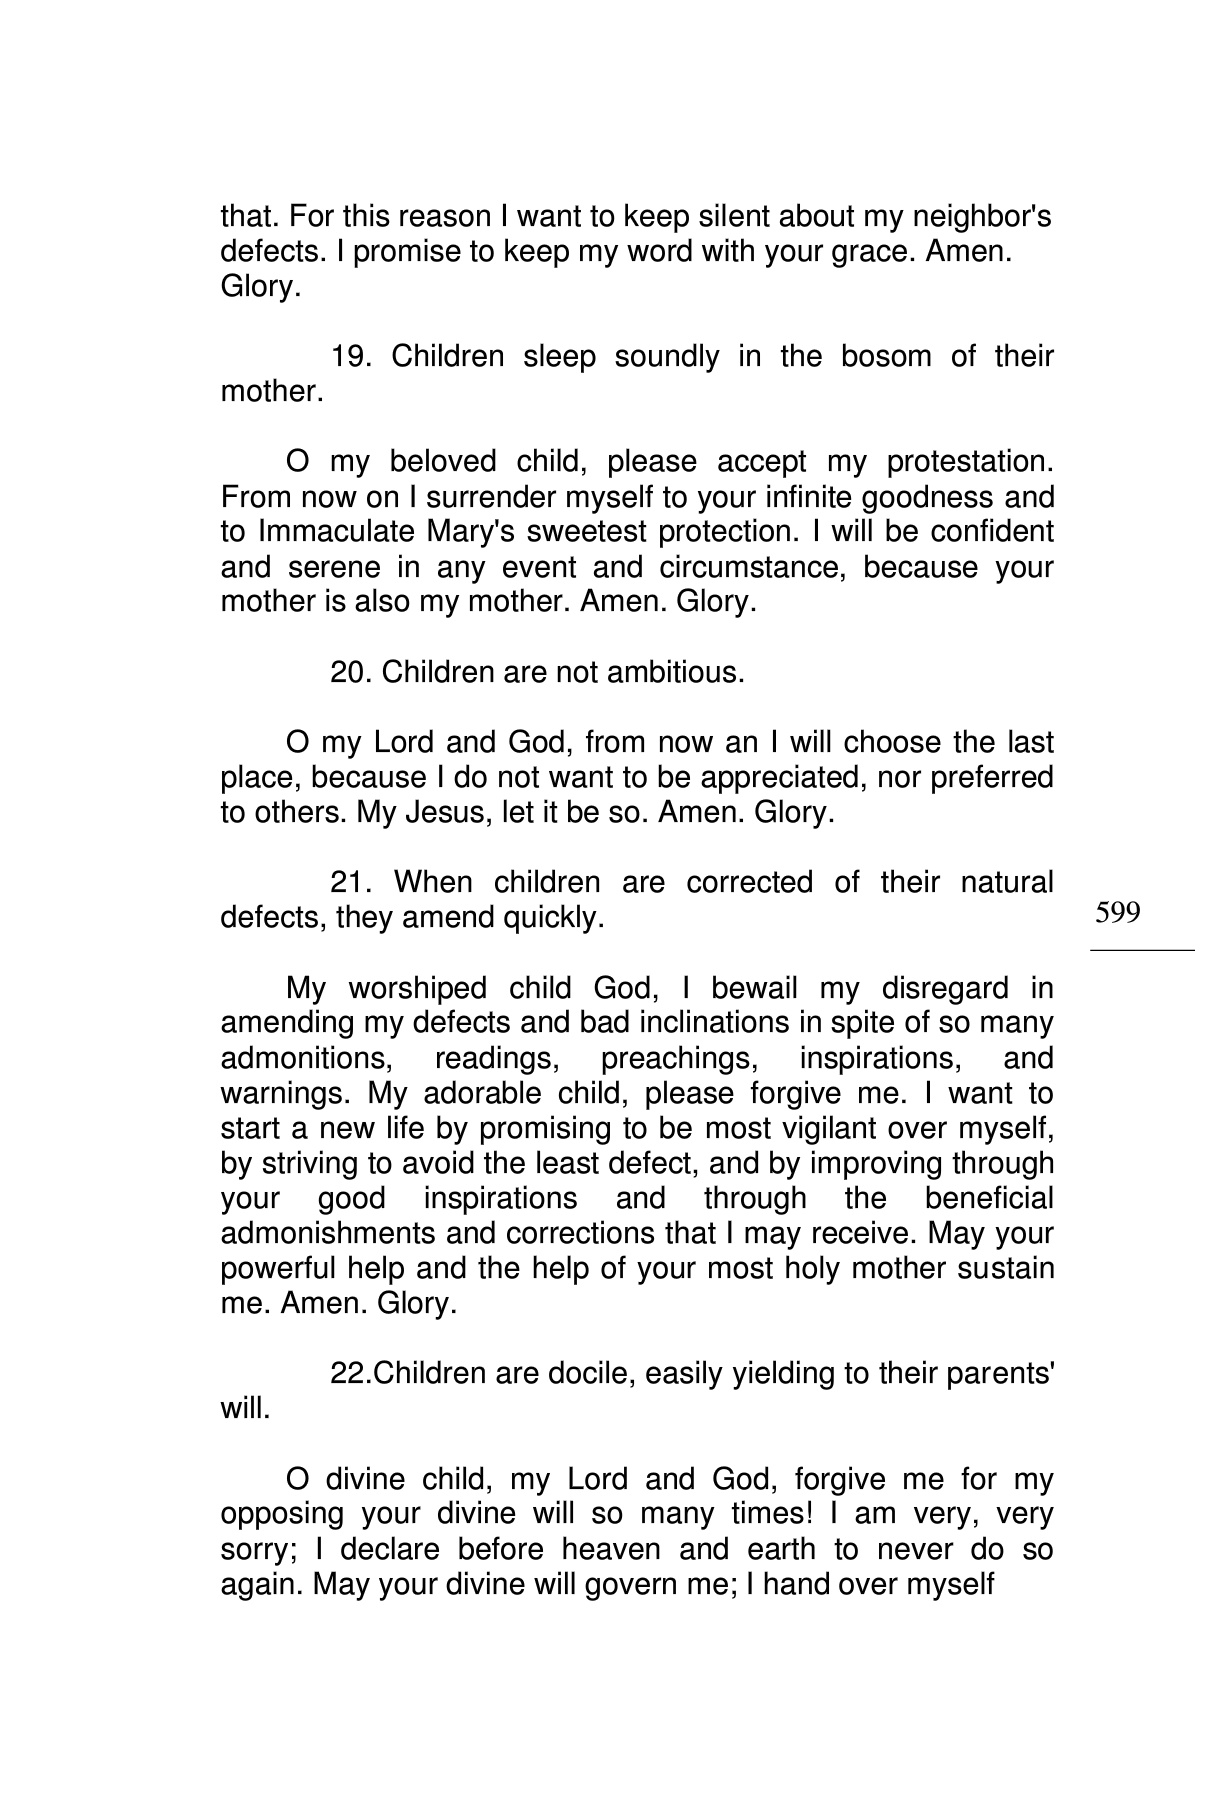 that. For this reason I want to keep silent about my neighbor's
defects. I promise to keep my word with your grace. Amen.
Glory.
19. Children sleep soundly in the bosom of their
mother.
O my beloved child, please accept my protestation.
From now on I surrender myself to your infinite goodness and
to Immaculate Mary's sweetest protection. I will be confident
and serene in any event and circumstance, because your
mother is also my mother. Amen. Glory.
20. Children are not ambitious.
O my Lord and God, from now an I will choose the last
place, because I do not want to be appreciated, nor preferred
to others. My Jesus, let it be so. Amen. Glory.
21. When children are corrected of their natural
defects, they amend quickly.
599
My worshiped child God, I bewail my disregard in
amending my defects and bad inclinations in spite of so many
admonitions, readings, preachings, inspirations, and
warnings. My adorable child, please forgive me. I want to
start a new life by promising to be most vigilant over myself,
by striving to avoid the least defect, and by improving through
your good inspirations and through the beneficial
admonishments and corrections that I may receive. May your
powerful help and the help of your most holy mother sustain
me. Amen. Glory.
22.Children are docile, easily yielding to their parents'
will.
O divine child, my Lord and God, forgive me for my
opposing your divine will so many times! I am very, very
sorry; I declare before heaven and earth to never do so
again. May your divine will govern me; I hand over myself